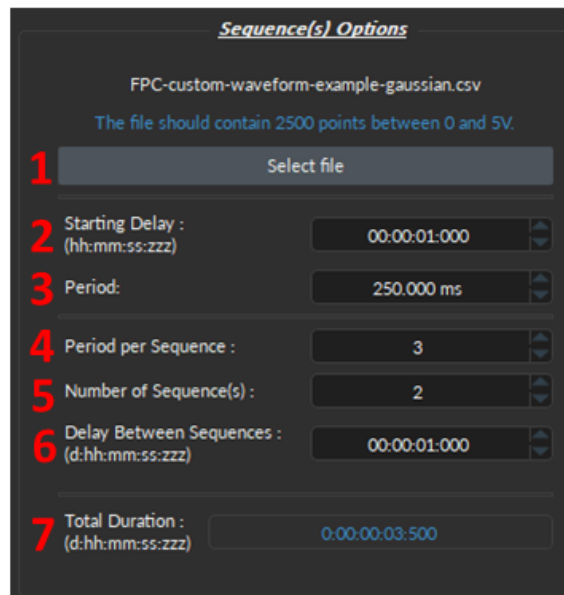 Sequence(s) Options
FPC-custom-waveform-example-gaussian.csv
The file should contain 2500 points between 0 and 5V.
1 Select file
2 Starting Delay : 00:00:01:000
(hh:mm:ss:zzz)
3 Period: 250.000 ms
4 Period per Sequence : 3
5 Number of Sequence(s) : 2
6 Delay Between Sequences : 00:00:01:000
(d:hh:mm:ss:zzz)
7 Total Duration : 0:00:00:03:500
(d:hh:mm:ss:zzz)